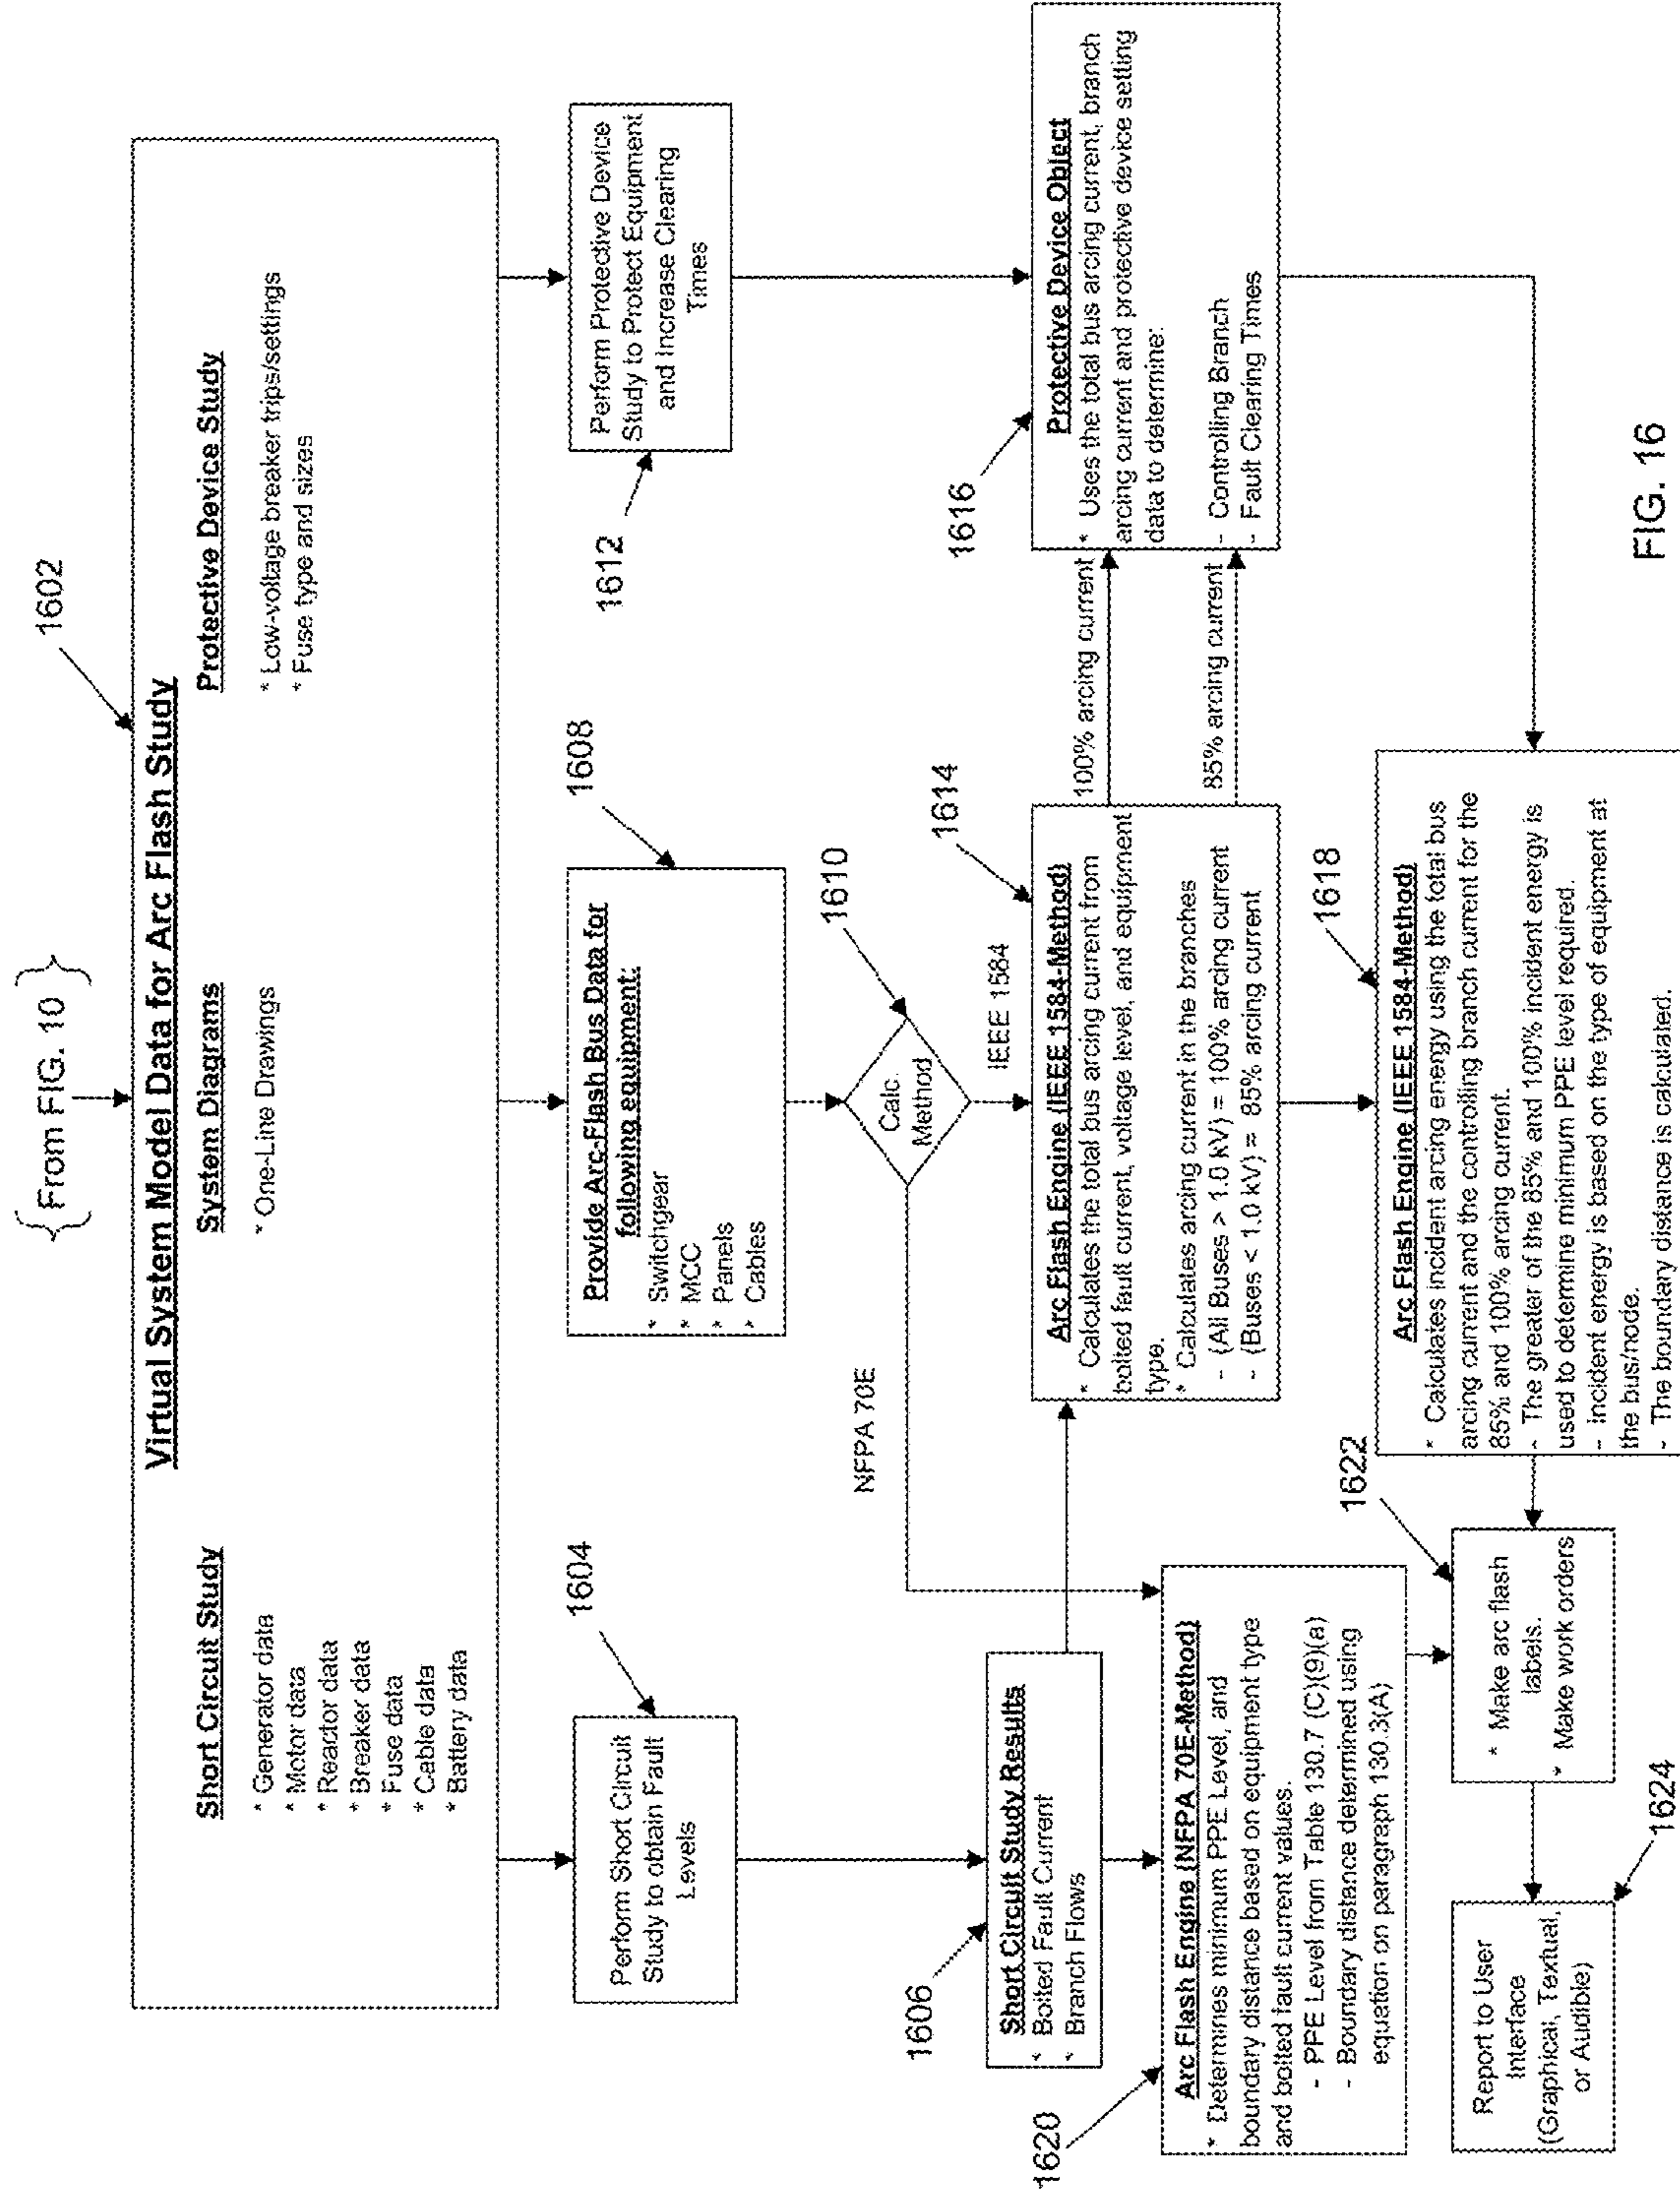 {From FIG. 10}
1602
Virtual System Model Data for Arc Flash Study
Short Circuit Study
* Generator data
* Motor data
* Reactor data
* Breaker data
* Fuse data
* Cable data
* Battery data
System Diagrams
* One-Line Drawings
Protective Device Study
* Low-voltage breaker trips/settings
* Fuse type and sizes
1604
Perform Short Circuit
Study to obtain Fault
Levels
1608
Provide Arc-Flash Bus Data for
following equipment:
* Switchgear
* MCC
* Panels
* Cables
1612
Perform Protective Device
Study to Protect Equipment
and Increase Clearing
Times
1610
Calc.
Method
NFPA 70E
IEEE 1584
1606
Short Circuit Study Results
* Bolted Fault Current
* Branch Flows
1614
Arc Flash Engine (IEEE 1584-Method)
* Calculates the total bus arcing current from
bolted fault current, voltage level, and equipment
type.
* Calculates arcing current in the branches
- (All Buses > 1.0 kV) = 100% arcing current
- (Buses < 1.0 kV) = 85% arcing current
100% arcing current
85% arcing current
1616
Protective Device Object
* Uses the total bus arcing current, branch
arcing current and protective device setting
data to determine:
- Controlling Branch
- Fault Clearing Times
1620
Arc Flash Engine (NFPA 70E-Method)
* Determines minimum PPE Level, and
boundary distance based on equipment type
and bolted fault current values.
- PPE Level from Table 130.7 (C)(9)(a)
- Boundary distance determined using
equation on paragraph 130.3(A)
1618
Arc Flash Engine (IEEE 1584-Method)
* Calculates incident arcing energy using the total bus
arcing current and the controlling branch current for the
85% and 100% arcing current.
- The greater of the 85% and 100% incident energy is
used to determine minimum PPE level required.
- incident energy is based on the type of equipment at
the bus/node.
- The boundary distance is calculated.
1622
* Make arc flash
labels.
* Make work orders
1624
Report to User
Interface
(Graphical, Textual,
or Audible)
FIG. 16